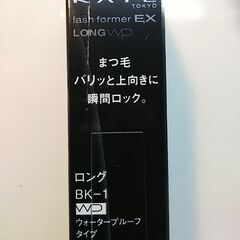 TOKYO
lash former EX
LONG WP
まつ毛
バリッと上向きに
瞬間ロック。
ロング
BK-1
WP
ウォータープルーフ
タイプ